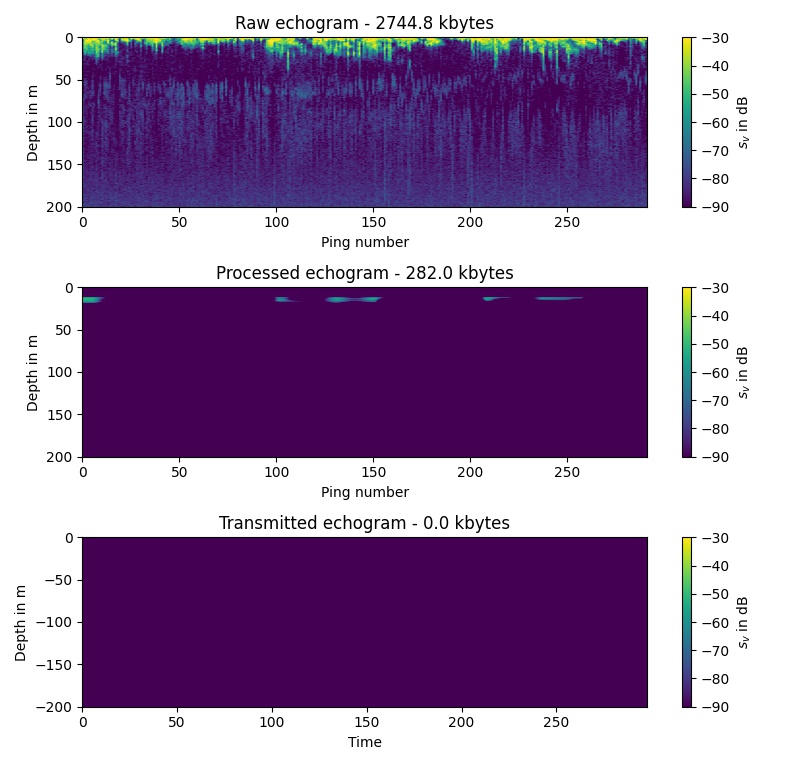 Raw echogram - 2744.8 kbytes
0
50
100
150
200
Depth in m
0 50 100 150 200 250
Ping number
−30
−40
−50
−60
−70
−80
−90
sv in dB
Processed echogram - 282.0 kbytes
0
50
100
150
200
Depth in m
0 50 100 150 200 250
Ping number
−30
−40
−50
−60
−70
−80
−90
sv in dB
Transmitted echogram - 0.0 kbytes
0
−50
−100
−150
−200
Depth in m
0 50 100 150 200 250
Time
−30
−40
−50
−60
−70
−80
−90
sv in dB